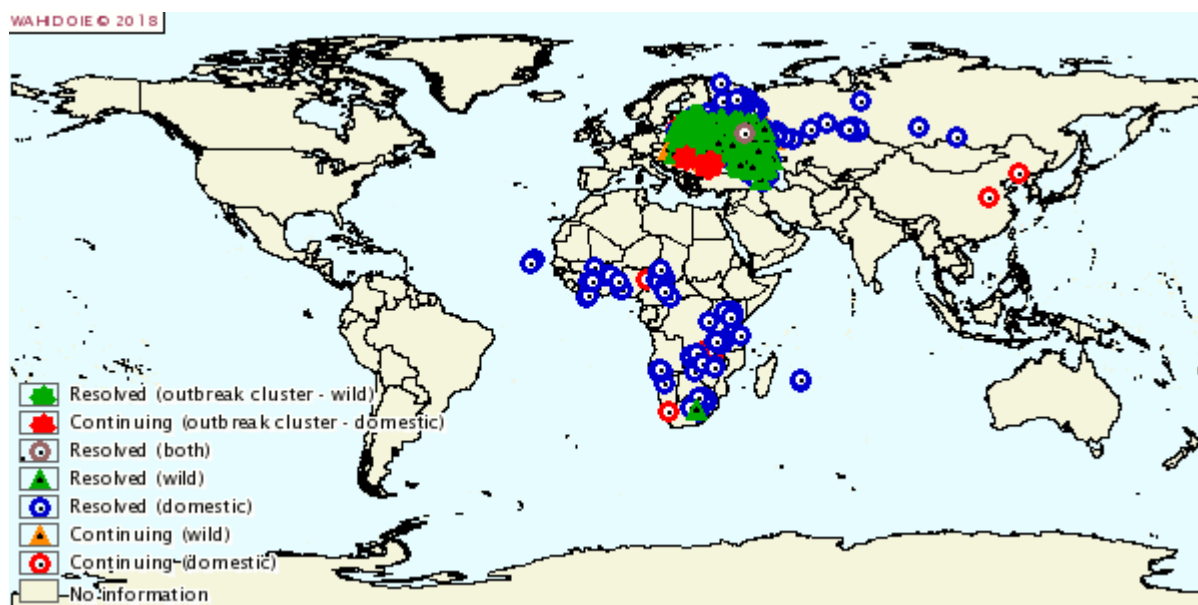 WAHID OIE © 2018
Resolved (outbreak cluster - wild)
Continuing (outbreak cluster - domestic)
Resolved (both)
Resolved (wild)
Resolved (domestic)
Continuing (wild)
Continuing (domestic)
No information